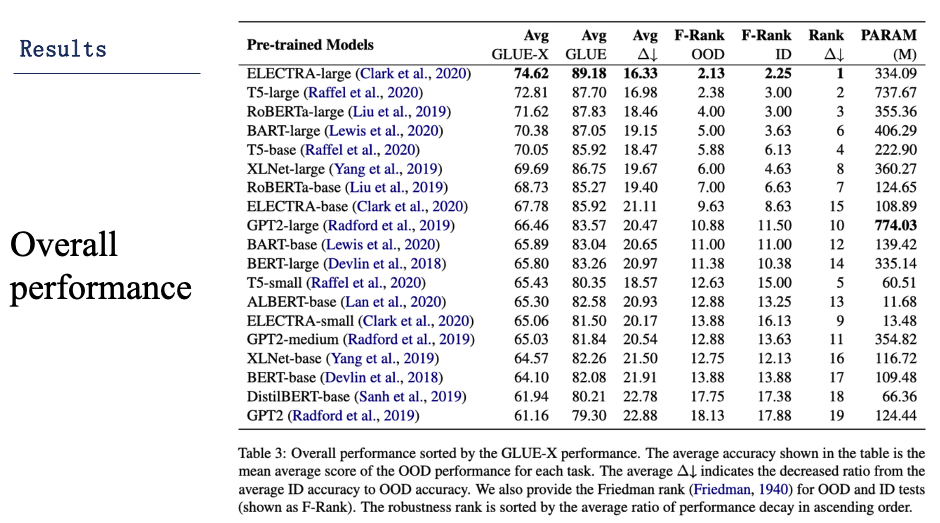 Results
Overall
performance
Pre-trained Models Avg GLUE-X Avg GLUE Avg Δ↓ F-Rank OOD F-Rank ID Rank Δ↓ PARAM (M)
ELECTRA-large (Clark et al., 2020) 74.62 89.18 16.33 2.13 2.25 1 334.09
T5-large (Raffel et al., 2020) 72.81 87.70 16.98 2.38 3.00 2 737.67
RoBERTa-large (Liu et al., 2019) 71.62 87.83 18.46 4.00 3.00 3 355.36
BART-large (Lewis et al., 2020) 70.38 87.05 19.15 5.00 3.63 6 406.29
T5-base (Raffel et al., 2020) 70.05 85.92 18.47 5.88 6.13 4 222.90
XLNet-large (Yang et al., 2019) 69.69 86.75 19.67 6.00 4.63 8 360.27
RoBERTa-base (Liu et al., 2019) 68.73 85.27 19.40 7.00 6.63 7 124.65
ELECTRA-base (Clark et al., 2020) 67.78 85.92 21.11 9.63 8.63 15 108.89
GPT2-large (Radford et al., 2019) 66.46 83.57 20.47 10.88 11.50 10 774.03
BART-base (Lewis et al., 2020) 65.89 83.04 20.65 11.00 11.00 12 139.42
BERT-large (Devlin et al., 2018) 65.80 83.26 20.97 11.38 10.38 14 335.14
T5-small (Raffel et al., 2020) 65.43 80.35 18.57 12.63 15.00 5 60.51
ALBERT-base (Lan et al., 2020) 65.30 82.58 20.93 12.88 13.25 13 11.68
ELECTRA-small (Clark et al., 2020) 65.06 81.50 20.17 13.88 16.13 9 13.48
GPT2-medium (Radford et al., 2019) 65.03 81.84 20.54 12.88 13.63 11 354.82
XLNet-base (Yang et al., 2019) 64.57 82.26 21.50 12.75 12.13 16 116.72
BERT-base (Devlin et al., 2018) 64.10 82.08 21.91 13.88 13.88 17 109.48
DistilBERT-base (Sanh et al., 2019) 61.94 80.21 22.78 17.75 17.38 18 66.36
GPT2 (Radford et al., 2019) 61.16 79.30 22.88 18.13 17.88 19 124.44
Table 3: Overall performance sorted by the GLUE-X performance. The average accuracy shown in the table is the
mean average score of the OOD performance for each task. The average Δ↓ indicates the decreased ratio from the
average ID accuracy to OOD accuracy. We also provide the Friedman rank (Friedman, 1940) for OOD and ID tests
(shown as F-Rank). The robustness rank is sorted by the average ratio of performance decay in ascending order.